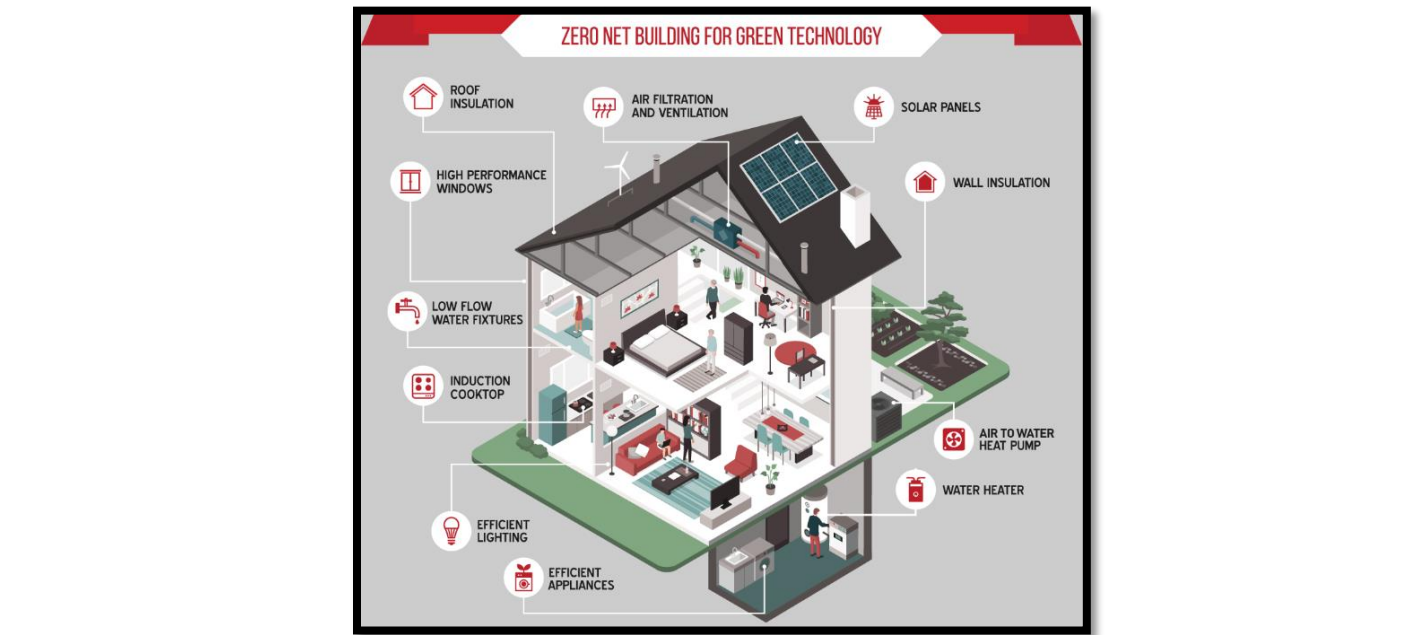 ZERO NET BUILDING FOR GREEN TECHNOLOGY
ROOF
INSULATION
AIR FILTRATION
AND VENTILATION
SOLAR PANELS
HIGH PERFORMANCE
WINDOWS
WALL INSULATION
LOW FLOW
WATER FIXTURES
INDUCTION
COOKTOP
AIR TO WATER
HEAT PUMP
WATER HEATER
EFFICIENT
LIGHTING
EFFICIENT
APPLIANCES